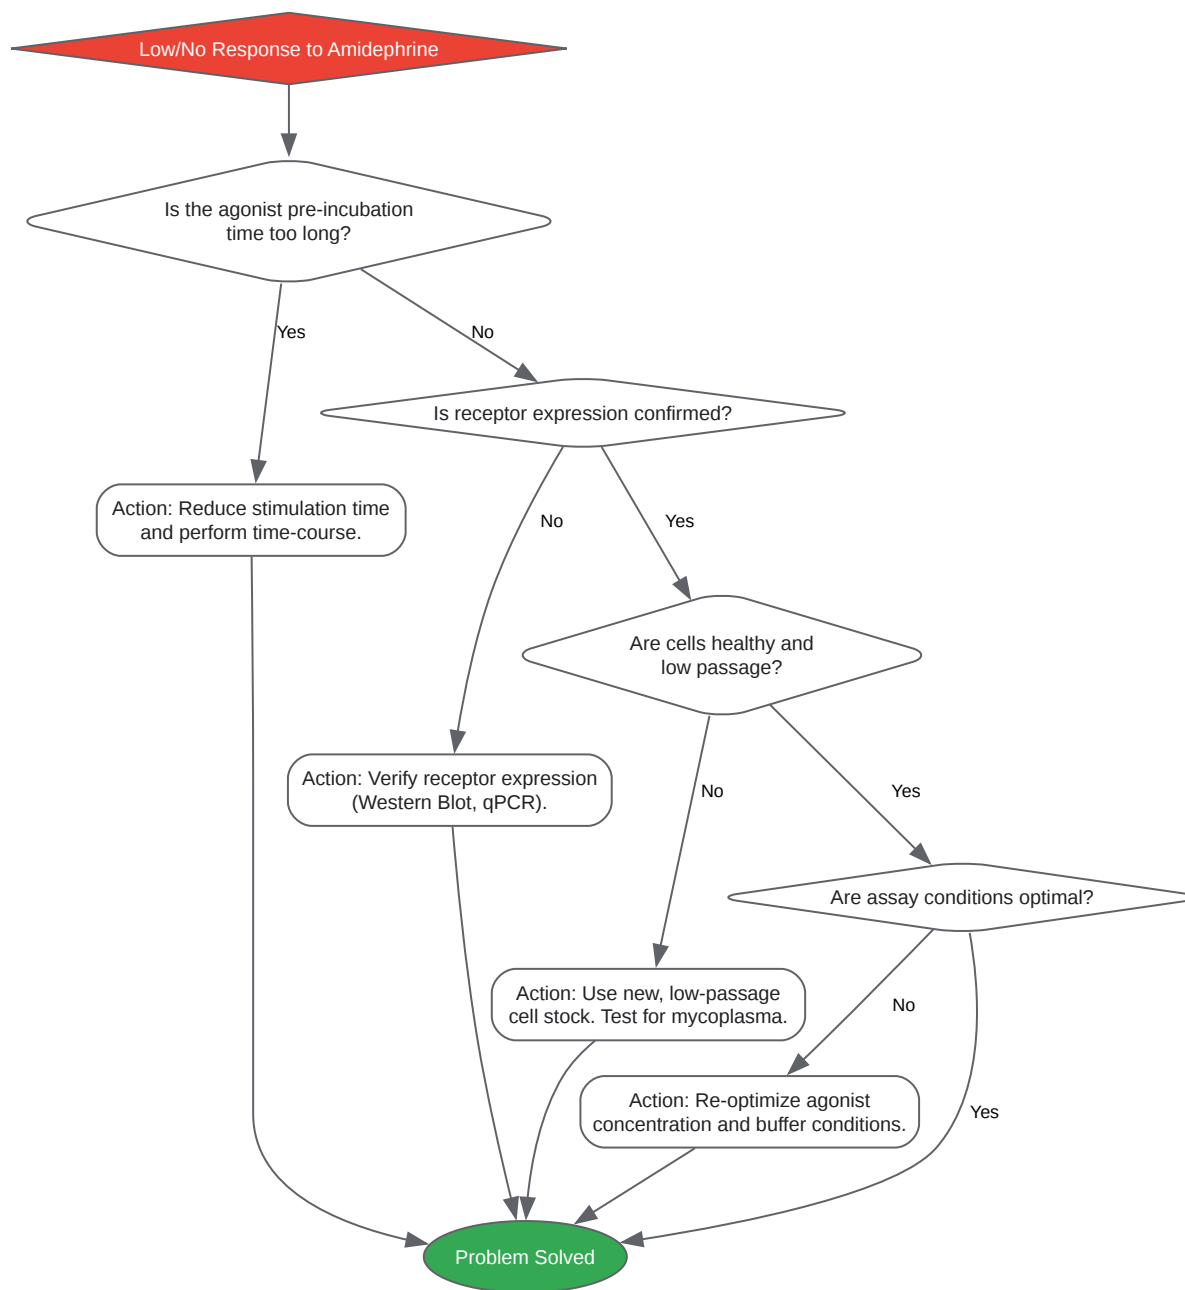 Low/No Response to Amidephrine
Is the agonist pre-incubation
time too long?
Yes
No
Is receptor expression confirmed?
Action: Reduce stimulation time
and perform time-course.
No
Yes
Are cells healthy and
low passage?
Action: Verify receptor expression
(Western Blot, qPCR).
No
Yes
Are assay conditions optimal?
Action: Use new, low-passage
cell stock. Test for mycoplasma.
No
Action: Re-optimize agonist
concentration and buffer conditions.
Yes
Problem Solved